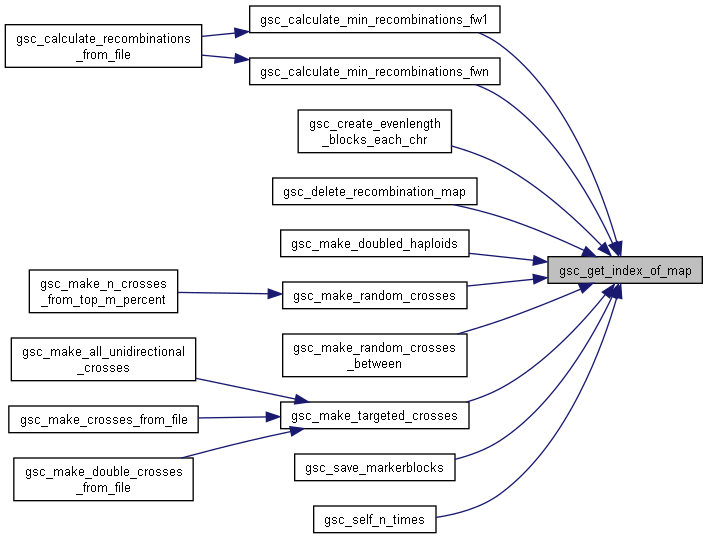 gsc_calculate_recombinations
_from_file
gsc_calculate_min_recombinations_fw1
gsc_calculate_min_recombinations_fwn
gsc_create_evenlength
_blocks_each_chr
gsc_delete_recombination_map
gsc_make_doubled_haploids
gsc_get_index_of_map
gsc_make_n_crosses
_from_top_m_percent
gsc_make_random_crosses
gsc_make_random_crosses
_between
gsc_make_all_unidirectional
_crosses
gsc_make_crosses_from_file
gsc_make_targeted_crosses
gsc_make_double_crosses
_from_file
gsc_save_markerblocks
gsc_self_n_times